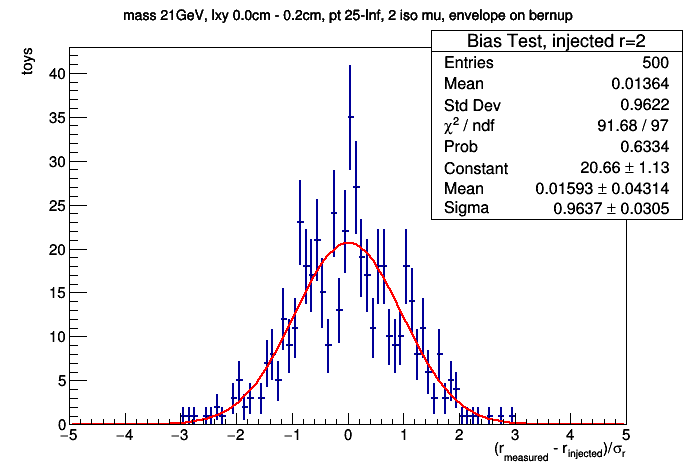 mass 21GeV, lxy 0.0cm - 0.2cm, pt 25-Inf, 2 iso mu, envelope on bernup
toys
Bias Test, injected r=2
Entries 500
Mean 0.01364
Std Dev 0.9622
χ² / ndf 91.68 / 97
Prob 0.6334
Constant 20.66 ± 1.13
Mean 0.01593 ± 0.04314
Sigma 0.9637 ± 0.0305
40
35
30
25
20
15
10
5
0
−5 −4 −3 −2 −1 0 1 2 3 4 5
(r_measured - r_injected)/σ_r